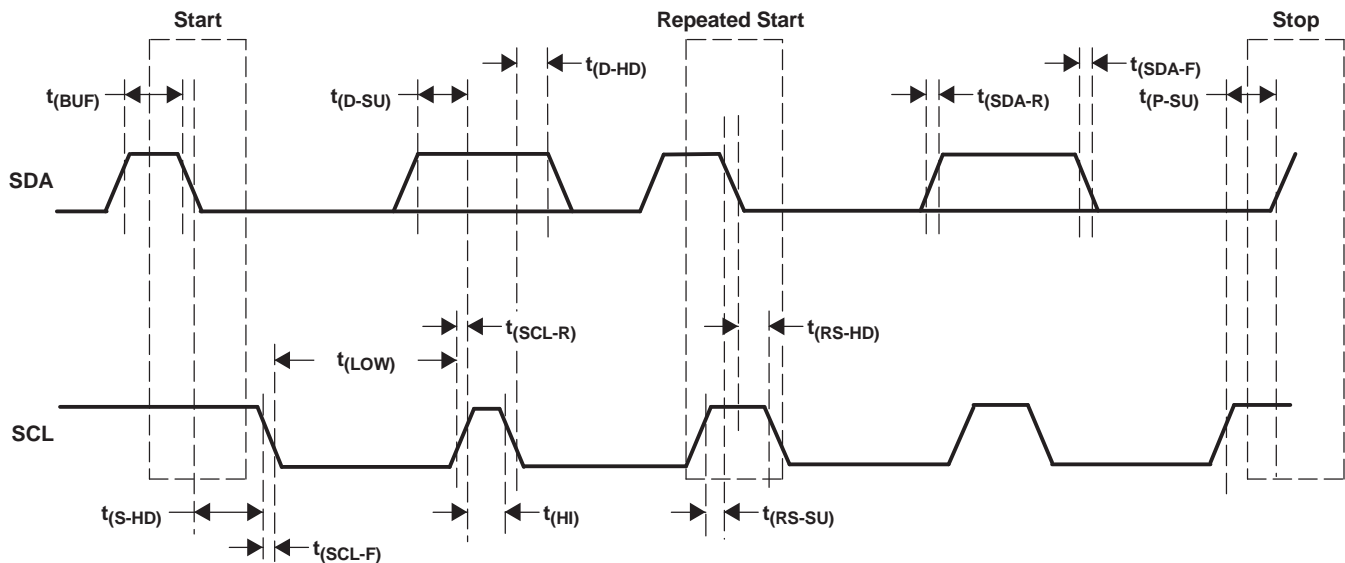 Start
Repeated Start
Stop
t(BUF)
t(D-SU)
t(D-HD)
t(SDA-R)
t(SDA-F)
t(P-SU)
SDA
t(SCL-R)
t(LOW)
t(RS-HD)
SCL
t(S-HD)
t(SCL-F)
t(HI)
t(RS-SU)